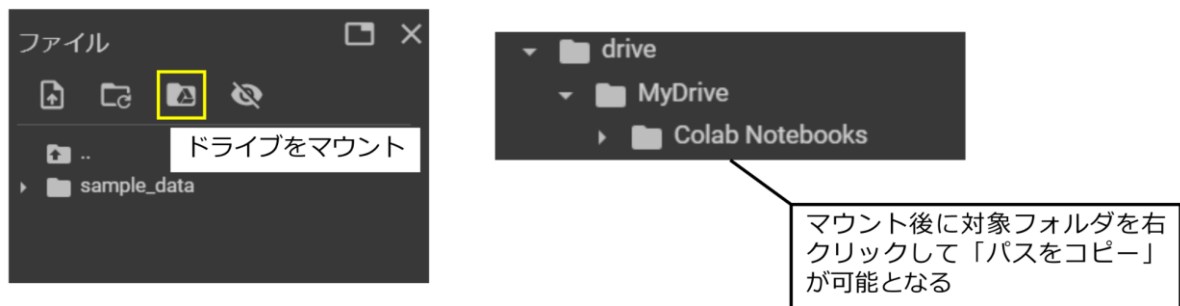 ファイル
ドライブをマウント
..
sample_data
drive
MyDrive
Colab Notebooks
マウント後に対象フォルダを右
クリックして「パスをコピー」
が可能となる